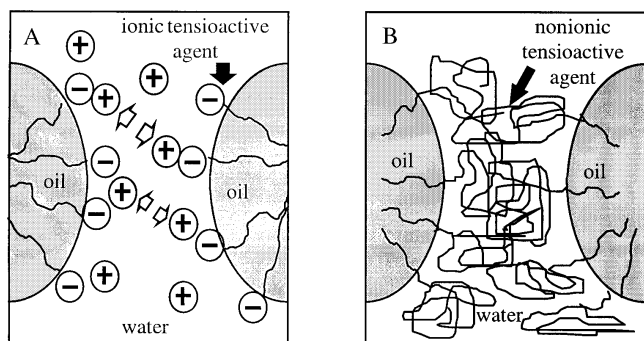 A
ionic tensioactive
agent
oil
oil
water
B
nonionic
tensioactive
agent
oil
oil
water